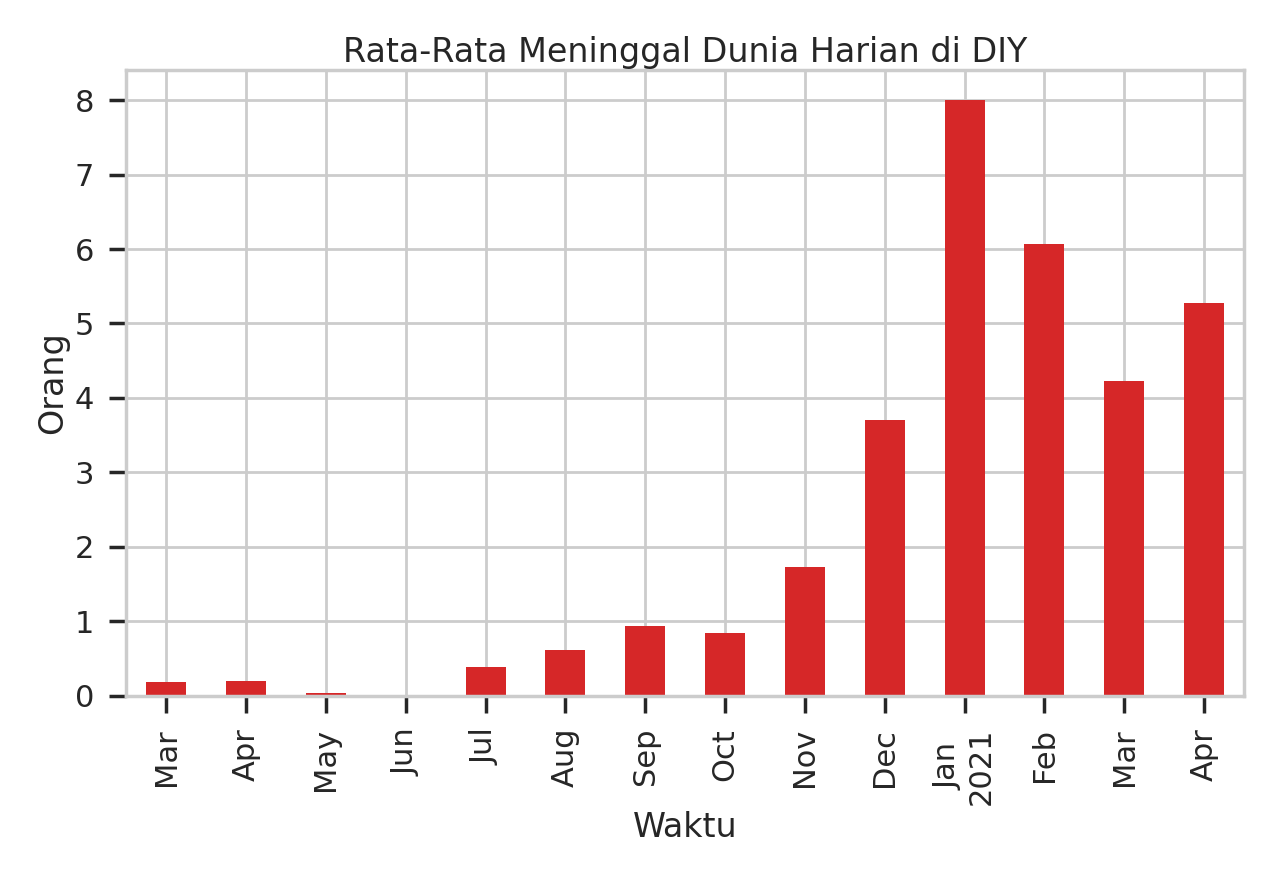 Rata-Rata Meninggal Dunia Harian di DIY
8
7
6
5
4
3
2
1
0
Orang
Mar
Apr
May
Jun
Jul
Aug
Sep
Oct
Nov
Dec
Jan
2021
Feb
Mar
Apr
Waktu